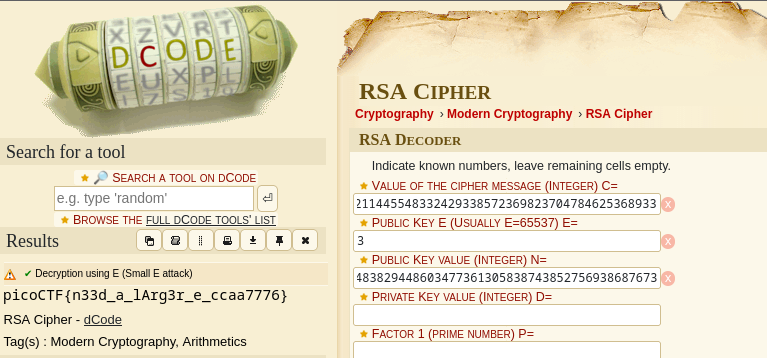 DCODE
Search for a tool
SEARCH A TOOL ON DCODE
e.g. type 'random'
BROWSE THE FULL DCODE TOOLS' LIST
Results
Decryption using E (Small E attack)
picoCTF{n33d_a_lArg3r_e_ccaa7776}
RSA Cipher - dCode
Tag(s) : Modern Cryptography, Arithmetics
RSA CIPHER
Cryptography › Modern Cryptography › RSA Cipher
RSA DECODER
Indicate known numbers, leave remaining cells empty.
★ VALUE OF THE CIPHER MESSAGE (INTEGER) C=
2114455483324293385723698237047846253689333
★ PUBLIC KEY E (USUALLY E=65537) E=
3
★ PUBLIC KEY VALUE (INTEGER) N=
483829448603477361305838743852756938687673
★ PRIVATE KEY VALUE (INTEGER) D=
★ FACTOR 1 (PRIME NUMBER) P=